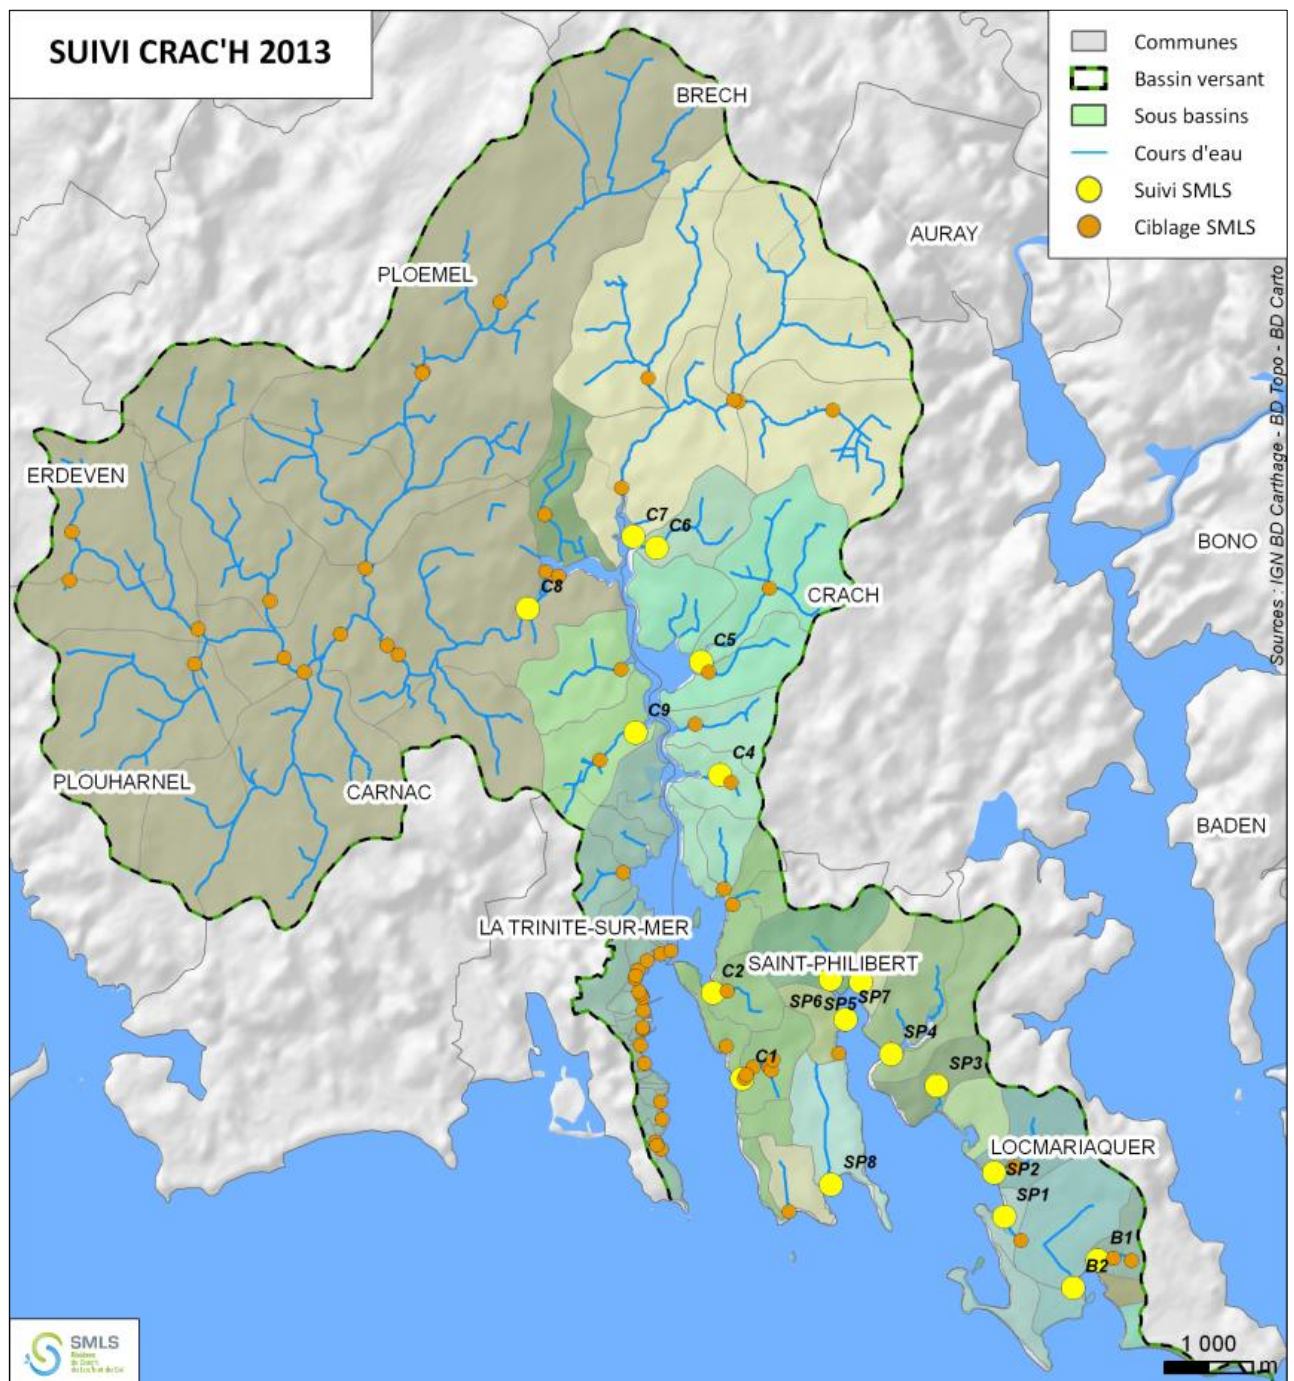 SUIVI CRAC'H 2013
Communes
Bassin versant
Sous bassins
Cours d'eau
Suivi SMLS
Ciblage SMLS
Sources : IGN BD Carthage - BD Topo - BD Carto
BRECH
AURAY
PLOEMEL
ERDEVEN
BONO
C7
C6
C8
CRACH
C5
C9
C4
PLOUHARNEL
CARNAC
BADEN
LA TRINITE-SUR-MER
SAINT-PHILIBERT
C2
SP6
SP5
SP7
SP4
C1
SP3
LOCMARIAQUER
SP2
SP8
SP1
B1
B2
1 000
m
SMLS